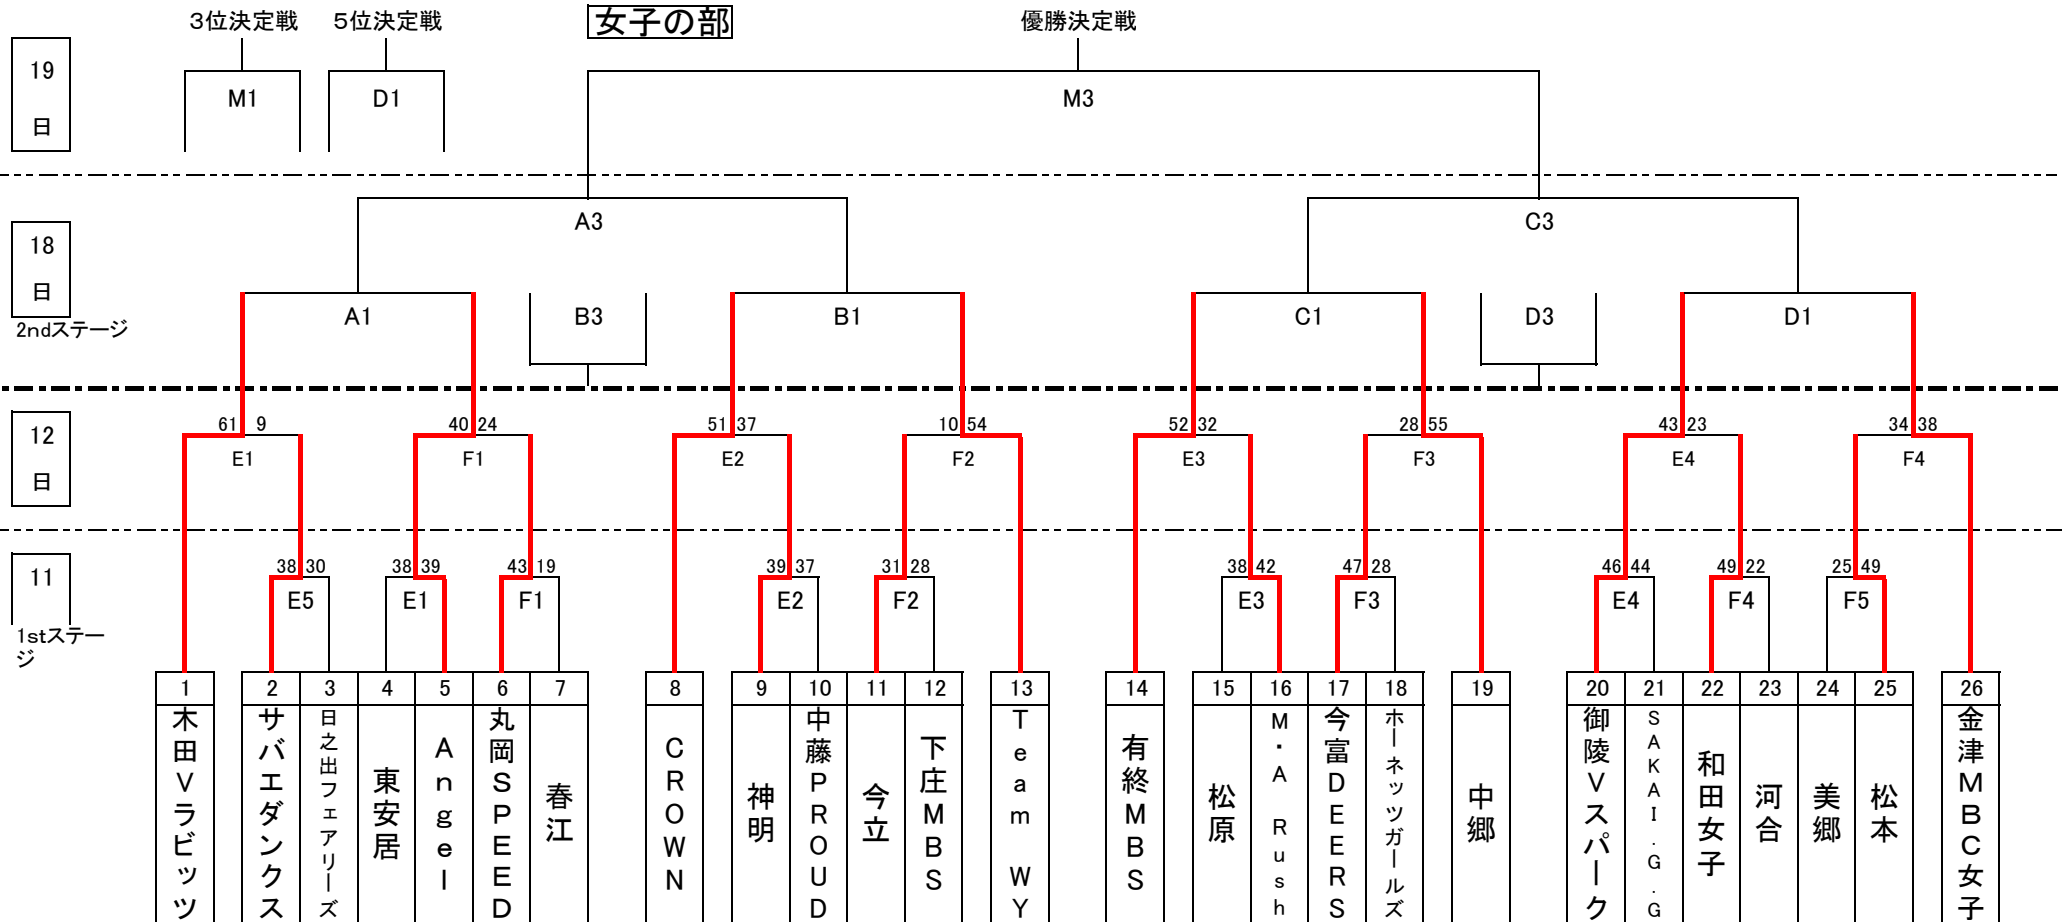 3位決定戦 5位決定戦 女子の部 優勝決定戦
19
日
M1 D1 M3
18
日
2ndステージ
A3 C3
A1 B3 B1 C1 D3 D1
12
日
61 9 40 24 51 37 10 54 52 32 28 55 43 23 34 38
E1 F1 E2 F2 E3 F3 E4 F4
11
1stステー
ジ
38 30 38 39 43 19 39 37 31 28 38 42 47 28 46 44 49 22 25 49
E5 E1 F1 E2 F2 E3 F3 E4 F4 F5
1 2 3 4 5 6 7 8 9 10 11 12 13 14 15 16 17 18 19 20 21 22 23 24 25 26
木田Vラビッツ
サバエダンクス
日之出フェアリーズ
東安居
Angel
丸岡SPEED
春江
CROWN
神明
中藤PROUD
今立
下庄MBS
Team WY
有終MBS
松原
M・A Rush
今富DEERS
ホーネッツガールズ
中郷
御陵Vスパーク
SAKAI.G.G
和田女子
河合
美郷
松本
金津MBC女子